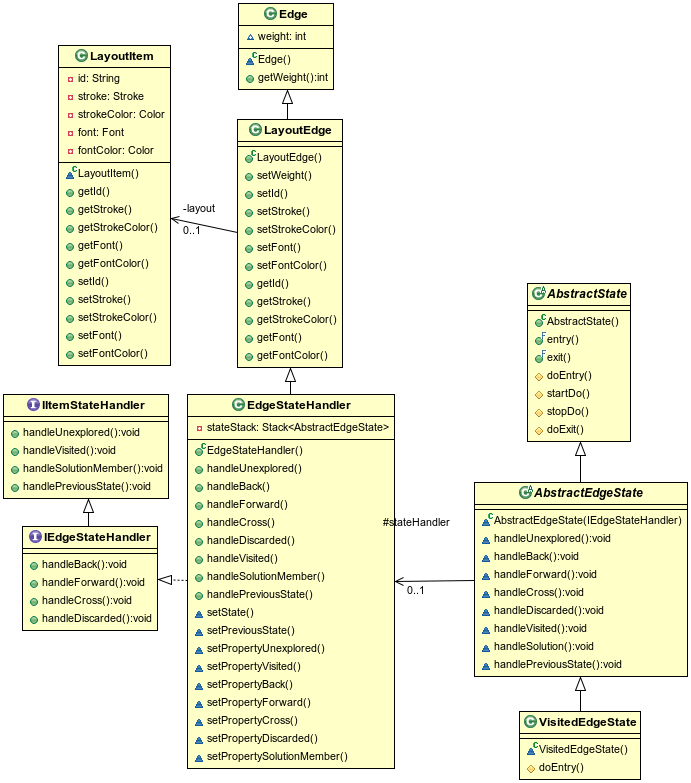 Edge
weight: int
Edge()
getWeight():int
LayoutItem
id: String
stroke: Stroke
strokeColor: Color
font: Font
fontColor: Color
LayoutItem()
getId()
getStroke()
getStrokeColor()
getFont()
getFontColor()
setId()
setStroke()
setStrokeColor()
setFont()
setFontColor()
-layout
0..1
LayoutEdge
LayoutEdge()
setWeight()
setId()
setStroke()
setStrokeColor()
setFont()
setFontColor()
getId()
getStroke()
getStrokeColor()
getFont()
getFontColor()
AbstractState
AbstractState()
entry()
exit()
doEntry()
startDo()
stopDo()
doExit()
IItemStateHandler
handleUnexplored():void
handleVisited():void
handleSolutionMember():void
handlePreviousState():void
IEdgeStateHandler
handleBack():void
handleForward():void
handleCross():void
handleDiscarded():void
EdgeStateHandler
stateStack: Stack<AbstractEdgeState>
EdgeStateHandler()
handleUnexplored()
handleBack()
handleForward()
handleCross()
handleDiscarded()
handleVisited()
handleSolutionMember()
handlePreviousState()
setState()
setPreviousState()
setPropertyUnexplored()
setPropertyVisited()
setPropertyBack()
setPropertyForward()
setPropertyCross()
setPropertyDiscarded()
setPropertySolutionMember()
#stateHandler
0..1
AbstractEdgeState
AbstractEdgeState(IEdgeStateHandler)
handleUnexplored():void
handleBack():void
handleForward():void
handleCross():void
handleDiscarded():void
handleVisited():void
handleSolution():void
handlePreviousState():void
VisitedEdgeState
VisitedEdgeState()
doEntry()